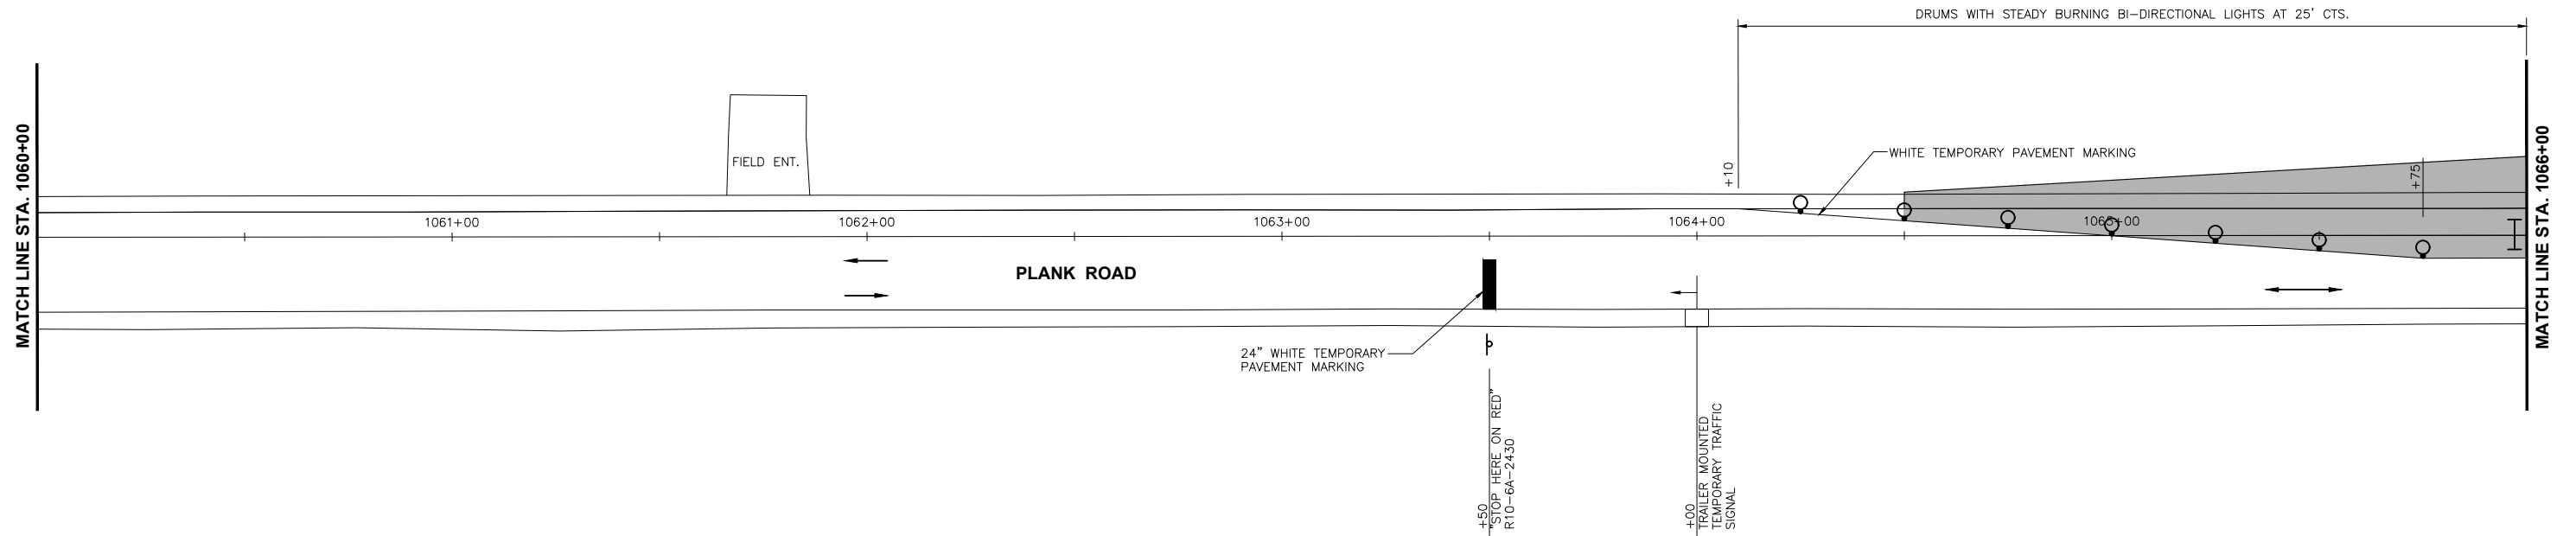 DRUMS WITH STEADY BURNING BI-DIRECTIONAL LIGHTS AT 25' CTS.
MATCH LINE STA. 1060+00
FIELD ENT.
+10
WHITE TEMPORARY PAVEMENT MARKING
+75
MATCH LINE STA. 1066+00
1061+00
1062+00
1063+00
1064+00
1065+00
PLANK ROAD
24" WHITE TEMPORARY
PAVEMENT MARKING
+50
"STOP HERE ON RED"
R10-6A-2430
+00
TRAILER MOUNTED
TEMPORARY TRAFFIC
SIGNAL